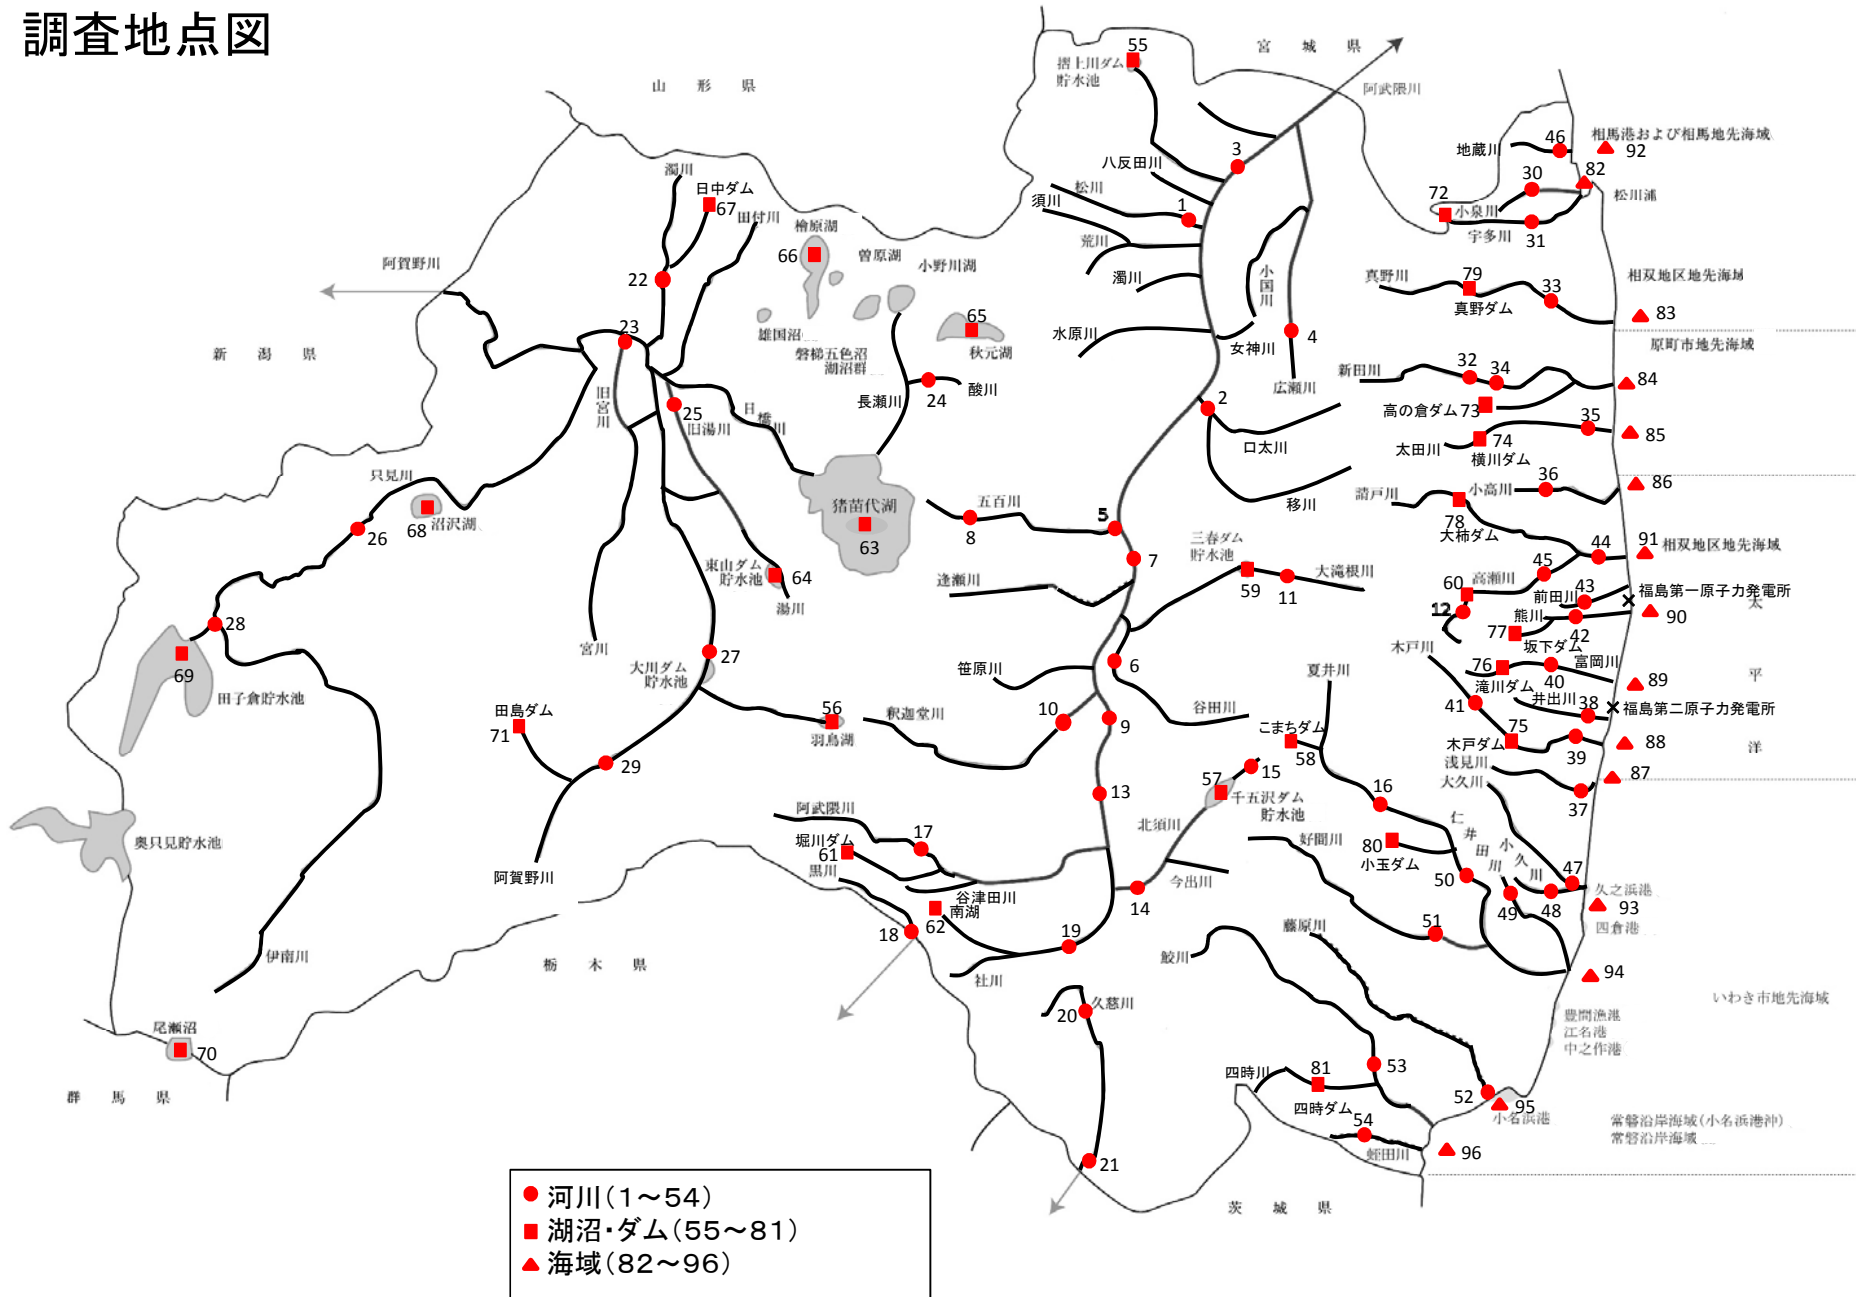 調査地点図
55
宮 城 県
摺上川ダム
貯水池
阿武隈川
山 形 県
3
八反田川
松川
須川
1
荒川
濁川
小国川
水原川
女神川
4
広瀬川
2
口太川
移川
地蔵川
46
相馬港および相馬地先海域
92
30
82
松川浦
72
小泉川
31
宇多川
真野川
79
33
真野ダム
相双地区地先海域
83
原町市地先海域
新田川
32
34
84
高の倉ダム
73
35
太田川
74
横川ダム
85
36
小高川
86
請戸川
78
大柿ダム
44
91
相双地区地先海域
45
60
高瀬川
12
43
前田川
福島第一原子力発電所
太
熊川
42
90
77
坂下ダム
木戸川
76
滝川ダム
40
富岡川
平
89
井出川
38
福島第二原子力発電所
41
75
木戸ダム
39
88
洋
浅見川
大久川
37
87
濁川
日中ダム
67
田付川
檜原湖
66
曽原湖
小野川湖
阿賀野川
22
65
秋元湖
雄国沼
磐梯五色沼
湖沼群
23
新 潟 県
旧宮川
25
旧湯川
日橋川
長瀬川
24
酸川
只見川
猪苗代湖
63
68
沼沢湖
26
五百川
8
5
7
三春ダム
貯水池
59
11
大滝根川
逢瀬川
東山ダム
貯水池
64
湯川
28
宮川
27
大川ダム
貯水池
69
田子倉貯水池
笹原川
6
谷田川
夏井川
田島ダム
71
56
羽鳥湖
釈迦堂川
10
9
こまちダム
58
29
13
57
15
千五沢ダム
貯水池
16
奥只見貯水池
阿武隈川
堀川ダム
61
17
黒川
北須川
好間川
80
小玉ダム
仁井田川
小久川
阿賀野川
谷津田川
今出川
14
50
49
48
47
久之浜港
93
四倉港
62
南湖
18
19
51
藤原川
鮫川
伊南川
栃 木 県
社川
94
いわき市地先海域
20
久慈川
豊間漁港
江名港
中之作港
尾瀬沼
70
53
四時川
81
四時ダム
52
95
小名浜港
群 馬 県
54
蛭田川
96
常磐沿岸海域(小名浜港沖)
常磐沿岸海域
21
茨 城 県
河川(1～54)
湖沼・ダム(55～81)
海域(82～96)